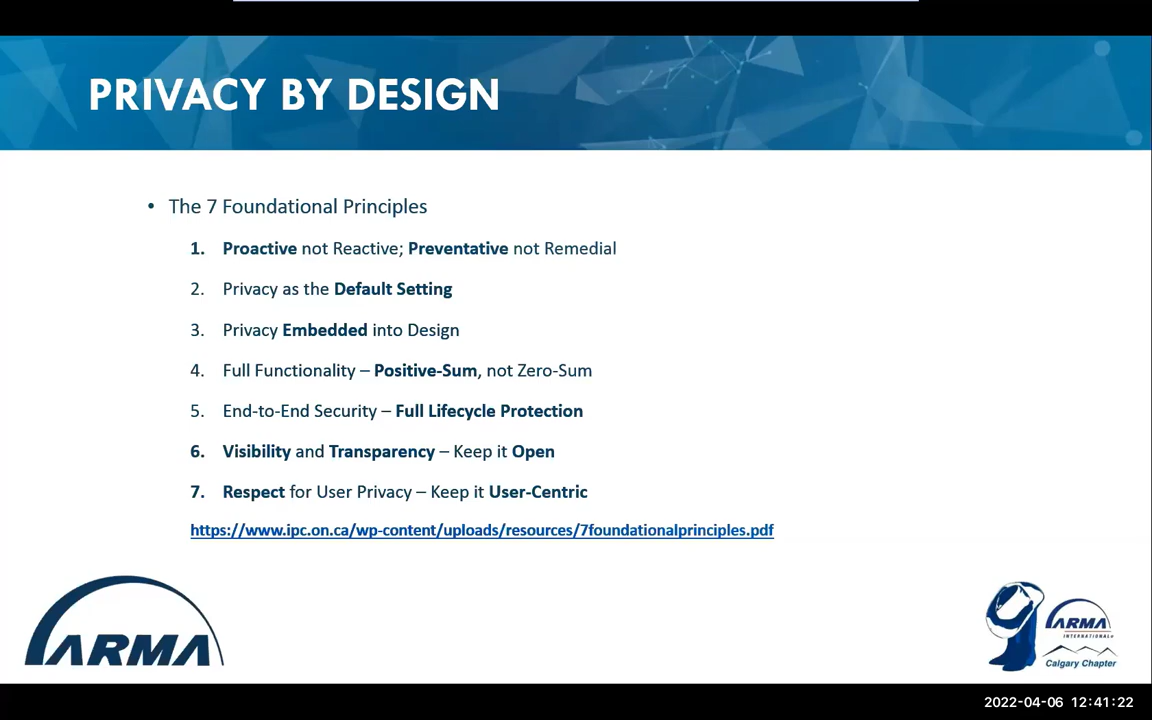 PRIVACY BY DESIGN
• The 7 Foundational Principles
1. Proactive not Reactive; Preventative not Remedial
2. Privacy as the Default Setting
3. Privacy Embedded into Design
4. Full Functionality – Positive-Sum, not Zero-Sum
5. End-to-End Security – Full Lifecycle Protection
6. Visibility and Transparency – Keep it Open
7. Respect for User Privacy – Keep it User-Centric
https://www.ipc.on.ca/wp-content/uploads/resources/7foundationalprinciples.pdf
ARMA
ARMA
INTERNATIONAL®
Calgary Chapter
2022-04-06 12:41:22